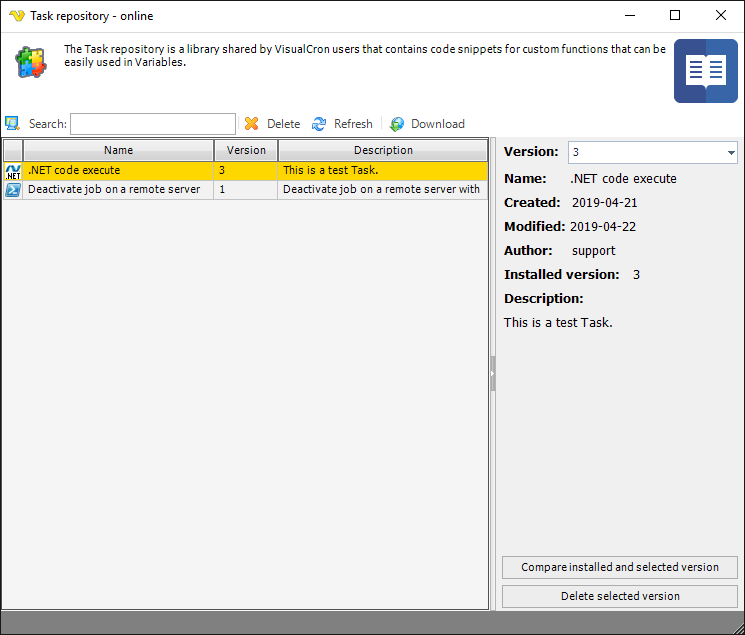 Task repository - online
The Task repository is a library shared by VisualCron users that contains code snippets for custom functions that can be
easily used in Variables.
Search: Delete Refresh Download
Name Version Description
.NET .NET code execute 3 This is a test Task.
Deactivate job on a remote server 1 Deactivate job on a remote server with
Version: 3
Name: .NET code execute
Created: 2019-04-21
Modified: 2019-04-22
Author: support
Installed version: 3
Description:
This is a test Task.
Compare installed and selected version
Delete selected version